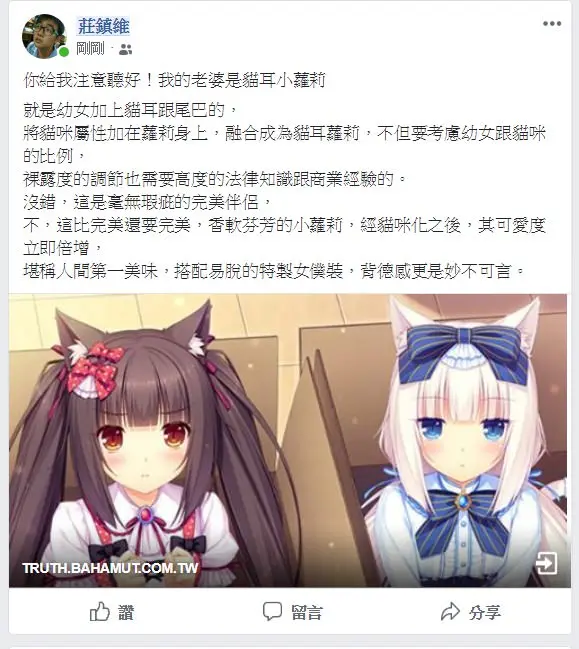 莊鎮維
剛剛 ·
你給我注意聽好！我的老婆是貓耳小蘿莉
就是幼女加上貓耳跟尾巴的，
將貓咪屬性加在蘿莉身上，融合成為貓耳蘿莉，不但要考慮幼女跟貓咪
的比例，
裸露度的調節也需要高度的法律知識跟商業經驗的。
沒錯，這是毫無瑕疵的完美伴侶，
不，這比完美還要完美，香軟芬芳的小蘿莉，經貓咪化之後，其可愛度
立即倍增，
堪稱人間第一美味，搭配易脫的特製女僕裝，背德感更是妙不可言。
TRUTH.BAHAMUT.COM.TW
讚 留言 分享